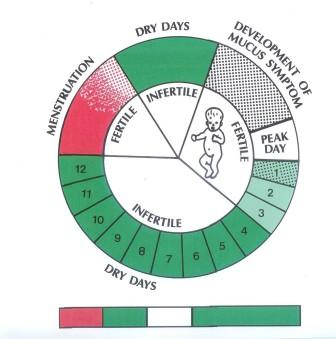 DRY DAYS
DEVELOPMENT OF
MUCUS SYMPTOM
MENSTRUATION
INFERTILE
FERTILE
FERTILE
PEAK
DAY
1
2
3
4
5
6
7
8
9
10
11
12
INFERTILE
DRY DAYS